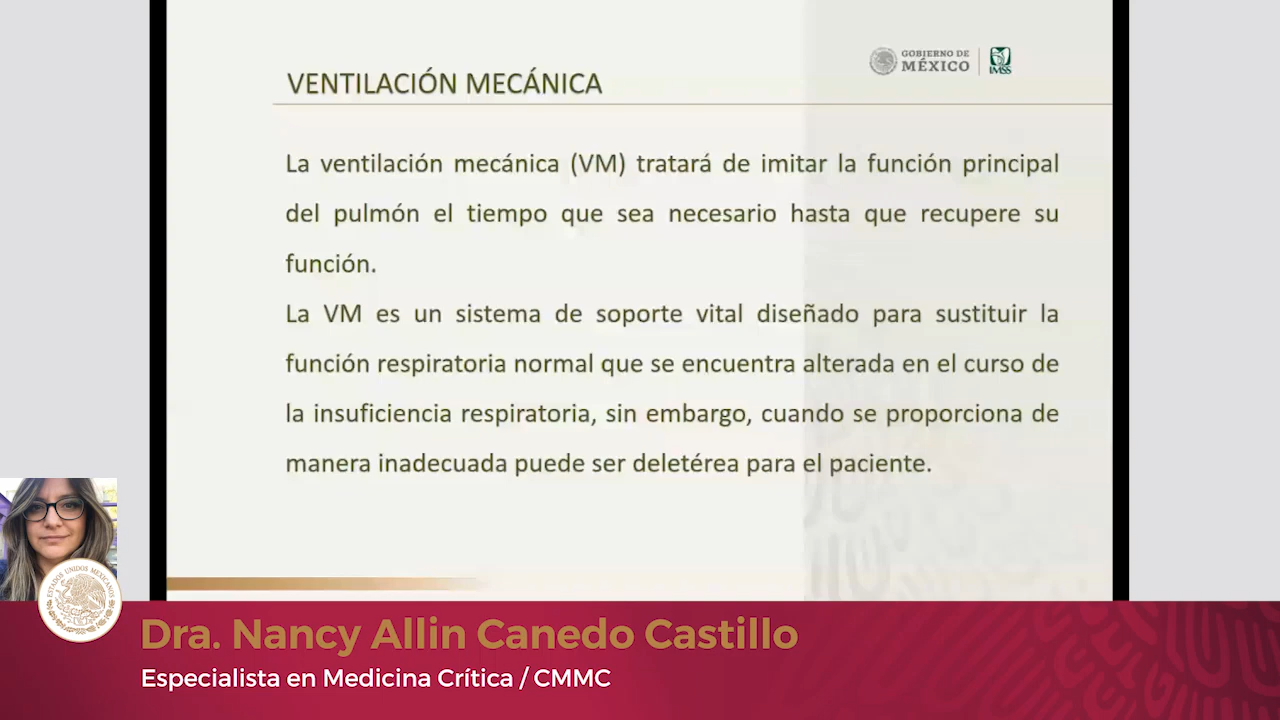 GOBIERNO DE
MÉXICO
IMSS
VENTILACIÓN MECÁNICA
La ventilación mecánica (VM) tratará de imitar la función principal
del pulmón el tiempo que sea necesario hasta que recupere su
función.
La VM es un sistema de soporte vital diseñado para sustituir la
función respiratoria normal que se encuentra alterada en el curso de
la insuficiencia respiratoria, sin embargo, cuando se proporciona de
manera inadecuada puede ser deletérea para el paciente.
ESTADOS UNIDOS MEXICANOS
Dra. Nancy Allin Canedo Castillo
Especialista en Medicina Crítica / CMMC